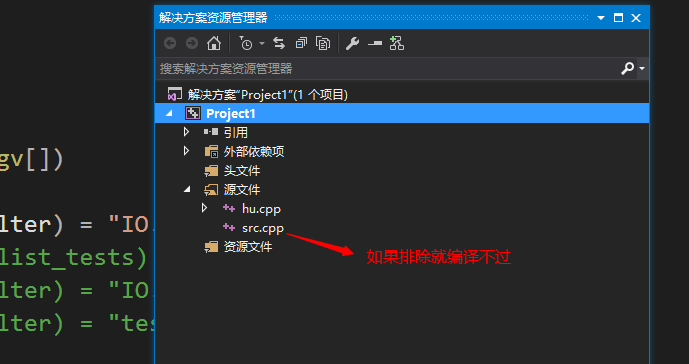 解决方案资源管理器
搜索解决方案资源管理器
解决方案"Project1"(1 个项目)
Project1
引用
外部依赖项
头文件
源文件
hu.cpp
src.cpp
如果排除就编译不过
资源文件
gv[])
lter) = "IO.
list_tests)
lter) = "IO.
lter) = "tes